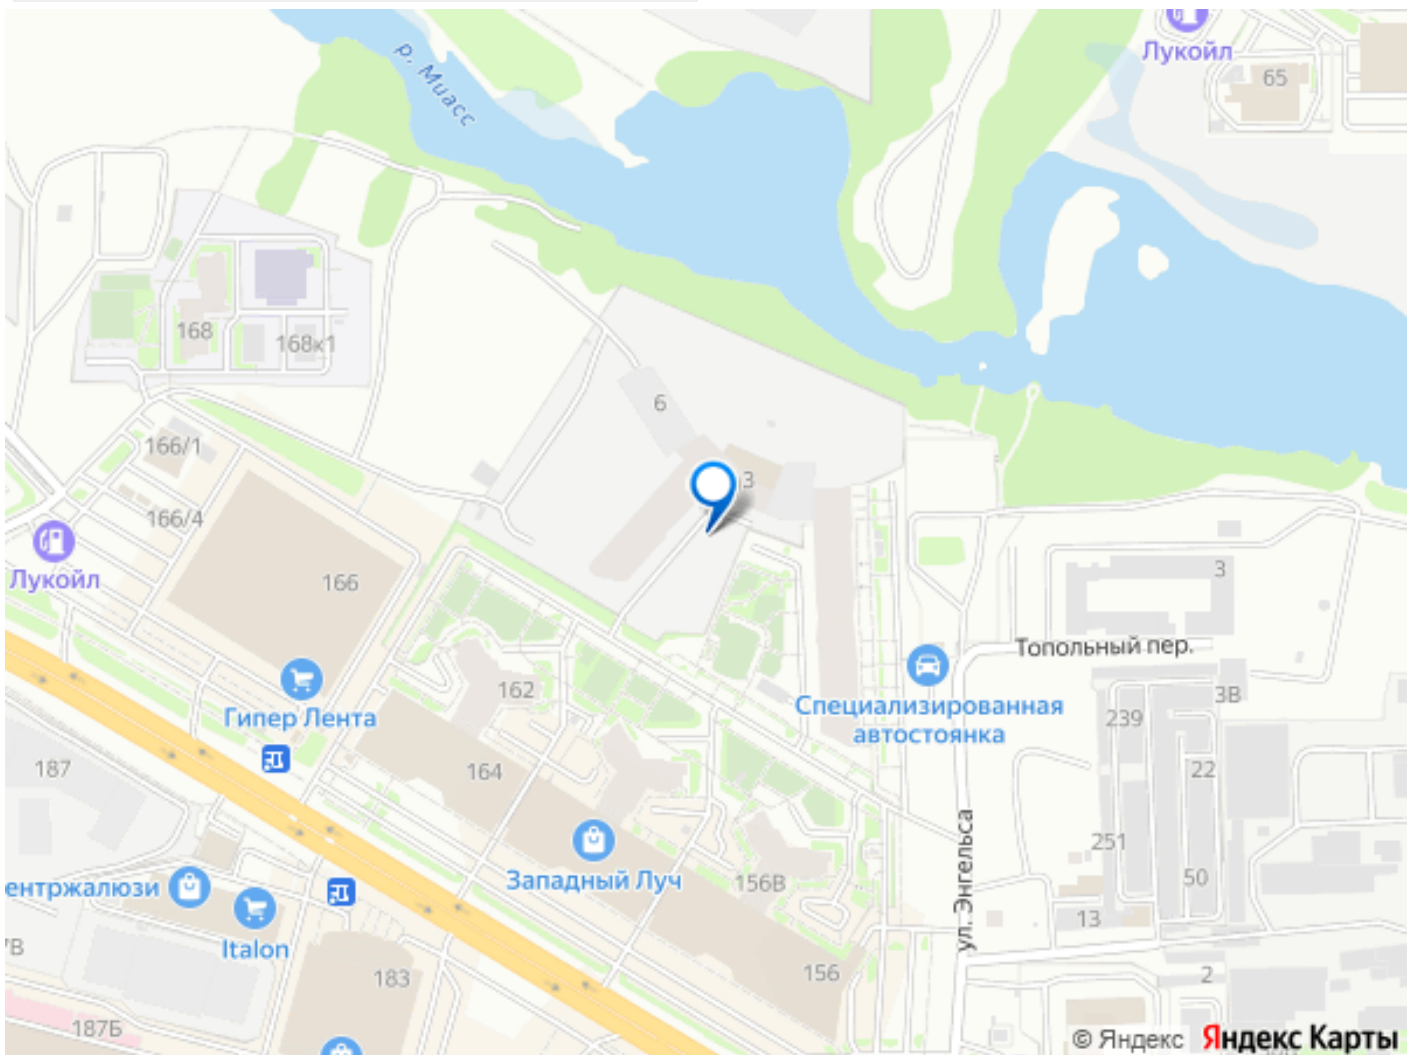 р. Миасс
Лукойл
65
168
168к1
6
3
166/1
166/4
Лукойл
166
3
Топольный пер.
162
Гипер Лента
Специализированная
автостоянка
3В
239
187
164
22
251
Западный Луч
156В
50
ентржалюзи
ул. Энгельса
13
7В
Italon
183
156
2
187Б
© Яндекс Яндекс Карты